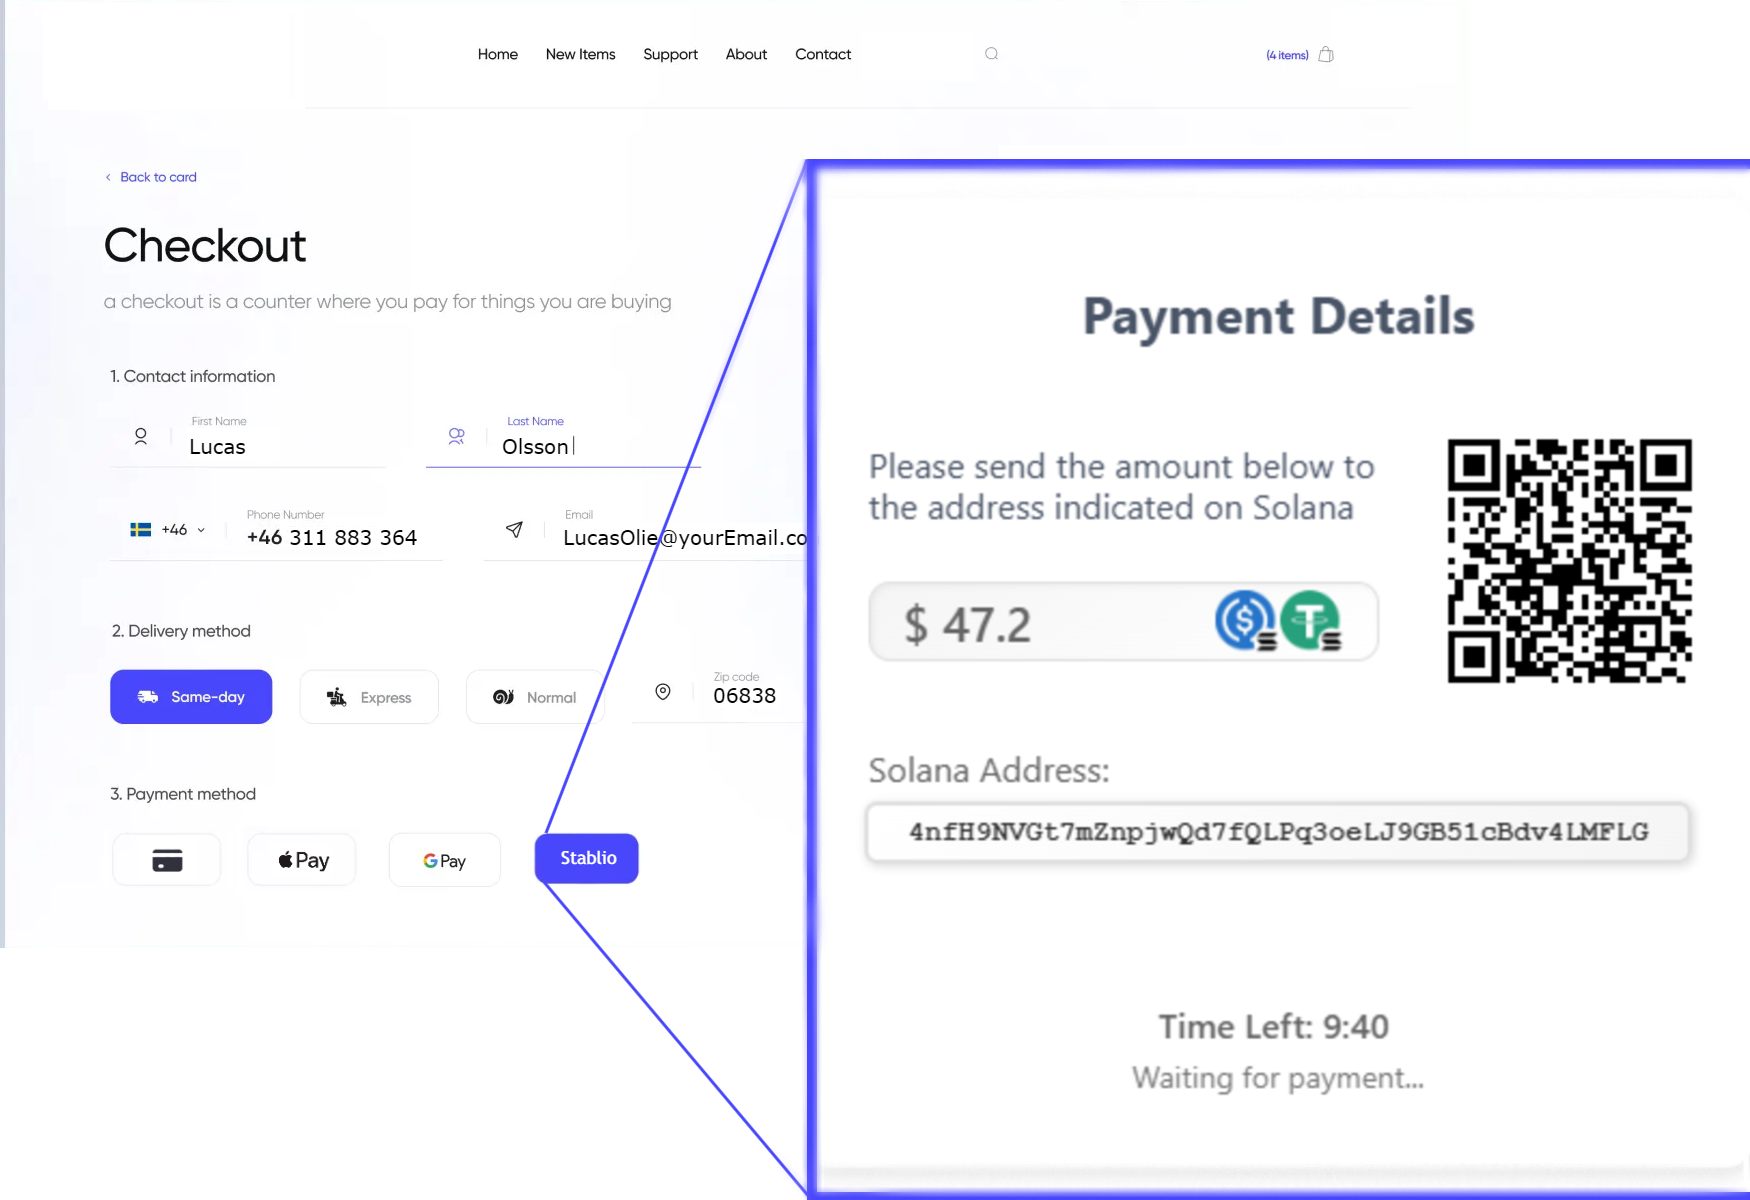 Home New Items Support About Contact
(4 items)
Back to card
Checkout
a checkout is a counter where you pay for things you are buying
1. Contact information
First Name
Lucas
Last Name
Olsson
+46
Phone Number
+46 311 883 364
Email
LucasOlie@yourEmail.co
2. Delivery method
Same-day
Express
Normal
Zip code
06838
3. Payment method
Pay
G Pay
Stablio
Payment Details
Please send the amount below to
the address indicated on Solana
$ 47.2
Solana Address:
4nfH9NVGt7mZnpjwQd7fQLPq3oeLJ9GB51cBdv4LMFLG
Time Left: 9:40
Waiting for payment...